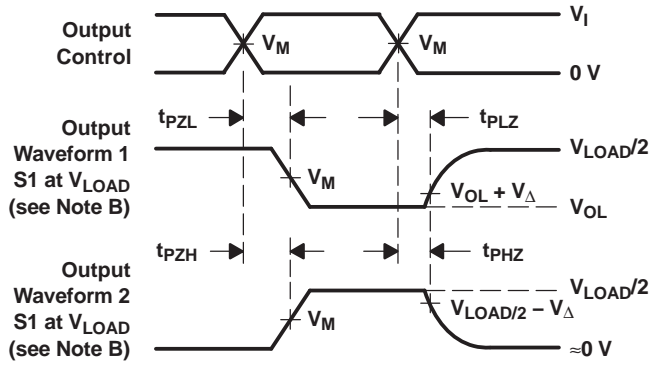 Output
Control
V_I
V_M
V_M
0 V
Output
Waveform 1
S1 at V_LOAD
(see Note B)
t_PZL
t_PLZ
V_LOAD/2
V_M
V_OL + V_Δ
V_OL
Output
Waveform 2
S1 at V_LOAD
(see Note B)
t_PZH
t_PHZ
V_LOAD/2
V_M
V_LOAD/2 – V_Δ
≈0 V